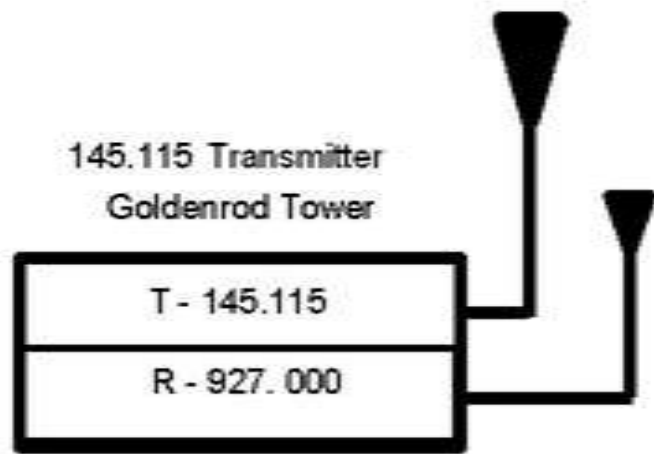 145.115 Transmitter
Goldenrod Tower
T - 145.115
R - 927. 000